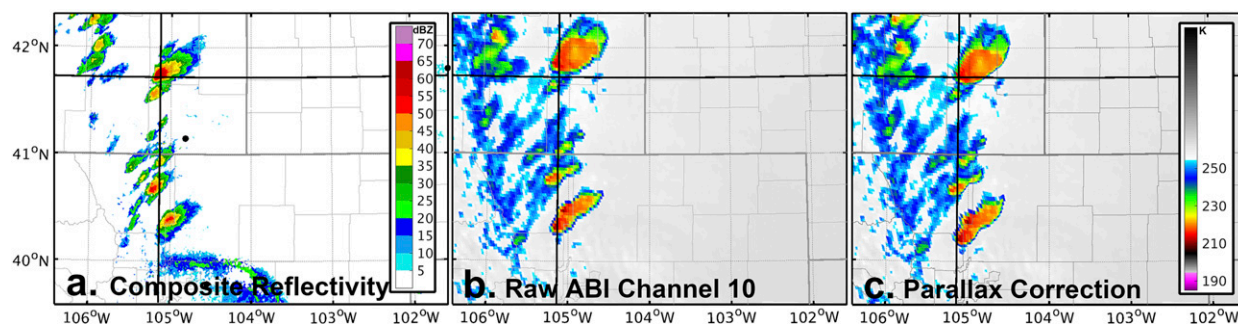 42°N
41°N
40°N
dBZ
70
65
60
55
50
45
40
35
30
25
20
15
10
5
a. Composite Reflectivity
106°W 105°W 104°W 103°W 102°W
b. Raw ABI Channel 10
106°W 105°W 104°W 103°W 102°W
K
250
230
210
190
c. Parallax Correction
106°W 105°W 104°W 103°W 102°W